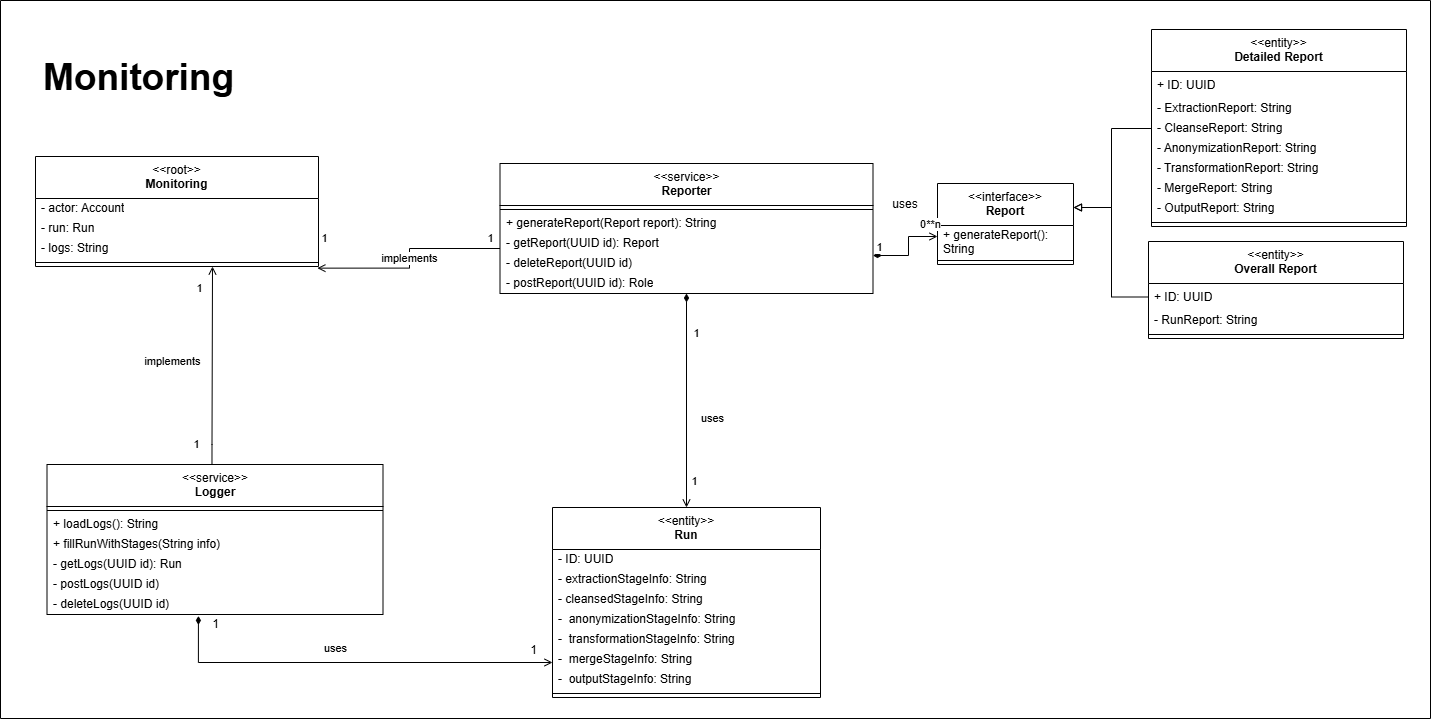 Monitoring
<<root>>
Monitoring
- actor: Account
- run: Run
- logs: String
1
implements
1
<<service>>
Reporter
+ generateReport(Report report): String
- getReport(UUID id): Report
- deleteReport(UUID id)
- postReport(UUID id): Role
uses
0**n
1
<<interface>>
Report
+ generateReport():
String
<<entity>>
Detailed Report
+ ID: UUID
- ExtractionReport: String
- CleanseReport: String
- AnonymizationReport: String
- TransformationReport: String
- MergeReport: String
- OutputReport: String
<<entity>>
Overall Report
+ ID: UUID
- RunReport: String
1
implements
1
1
uses
1
<<service>>
Logger
+ loadLogs(): String
+ fillRunWithStages(String info)
- getLogs(UUID id): Run
- postLogs(UUID id)
- deleteLogs(UUID id)
1
uses
1
<<entity>>
Run
- ID: UUID
- extractionStageInfo: String
- cleansedStageInfo: String
- anonymizationStageInfo: String
- transformationStageInfo: String
- mergeStageInfo: String
- outputStageInfo: String